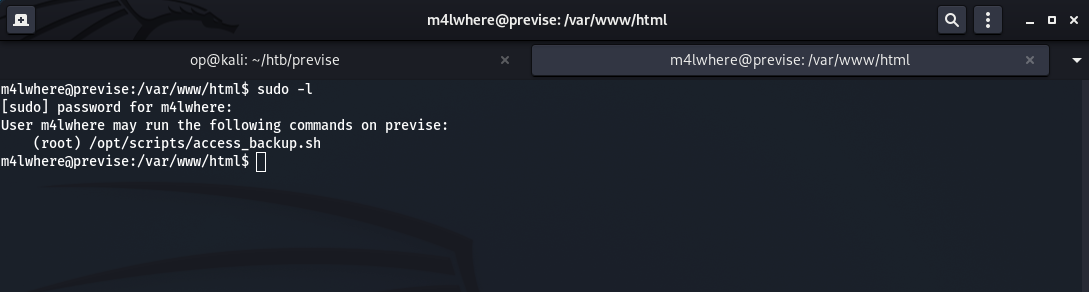 m4lwhere@previse: /var/www/html
op@kali: ~/htb/previse
m4lwhere@previse: /var/www/html
m4lwhere@previse:/var/www/html$ sudo -l
[sudo] password for m4lwhere:
User m4lwhere may run the following commands on previse:
    (root) /opt/scripts/access_backup.sh
m4lwhere@previse:/var/www/html$